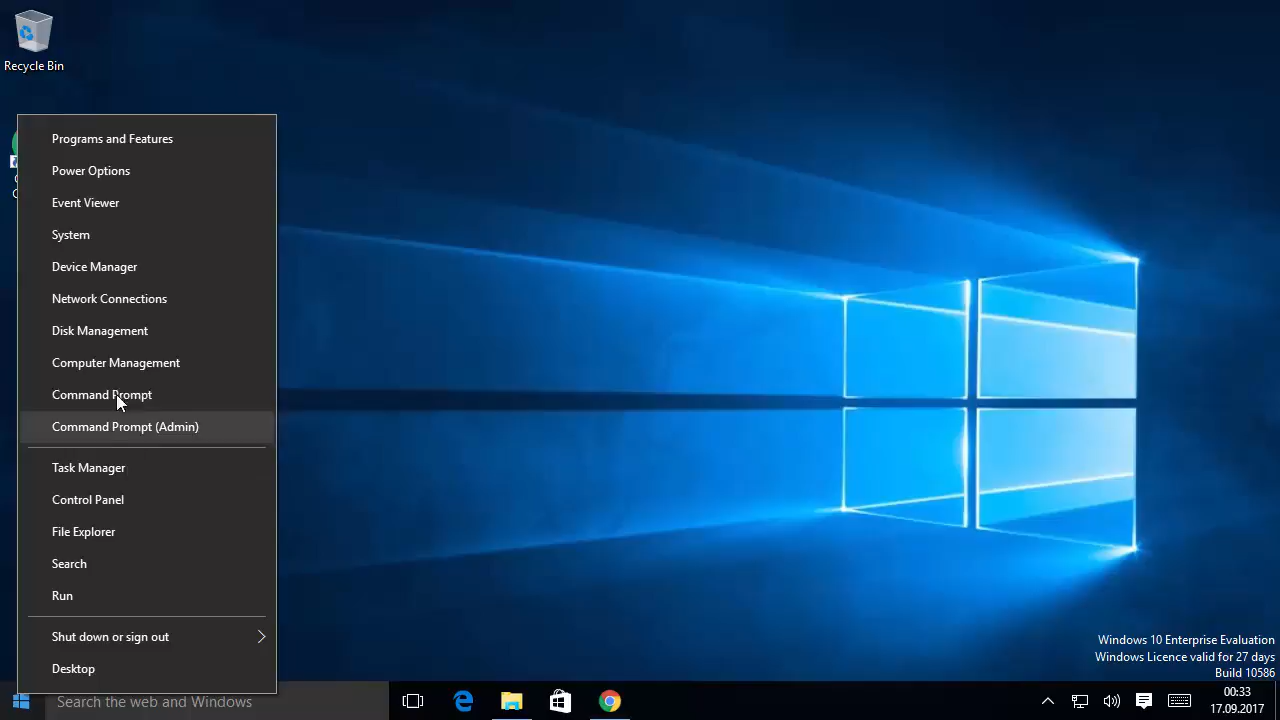 Recycle Bin
Programs and Features
Power Options
Event Viewer
System
Device Manager
Network Connections
Disk Management
Computer Management
Command Prompt
Command Prompt (Admin)
Task Manager
Control Panel
File Explorer
Search
Run
Shut down or sign out
Desktop
Windows 10 Enterprise Evaluation
Windows Licence valid for 27 days
Build 10586
Search the web and Windows
00:33
17.09.2017